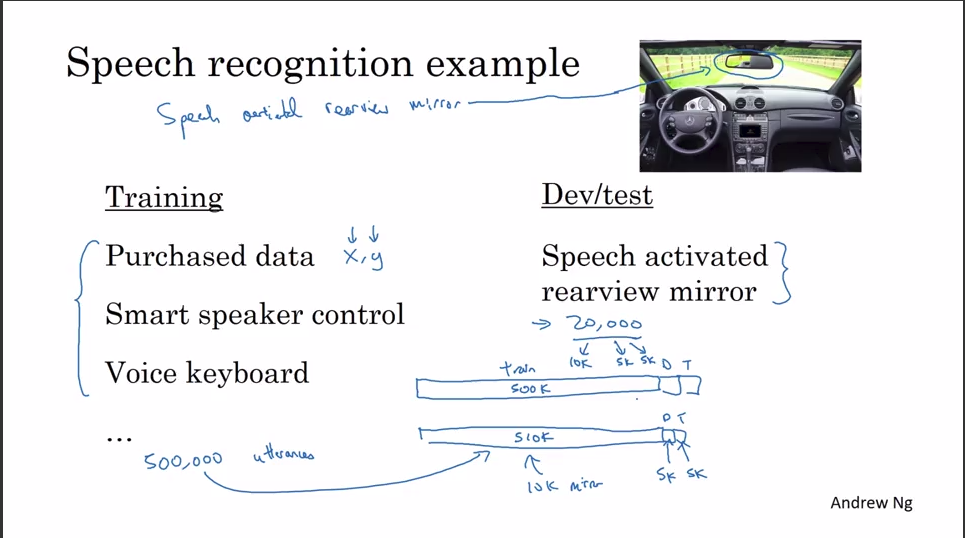 Speech recognition example
Speech rearview mirror
Training
Dev/test
Purchased data x, y
Speech activated
rearview mirror
Smart speaker control
20,000
10K 5K 5K D T
train
500K
Voice keyboard
D T
510K
...
500,000 utterances
10K mirror
5K 5K
Andrew Ng